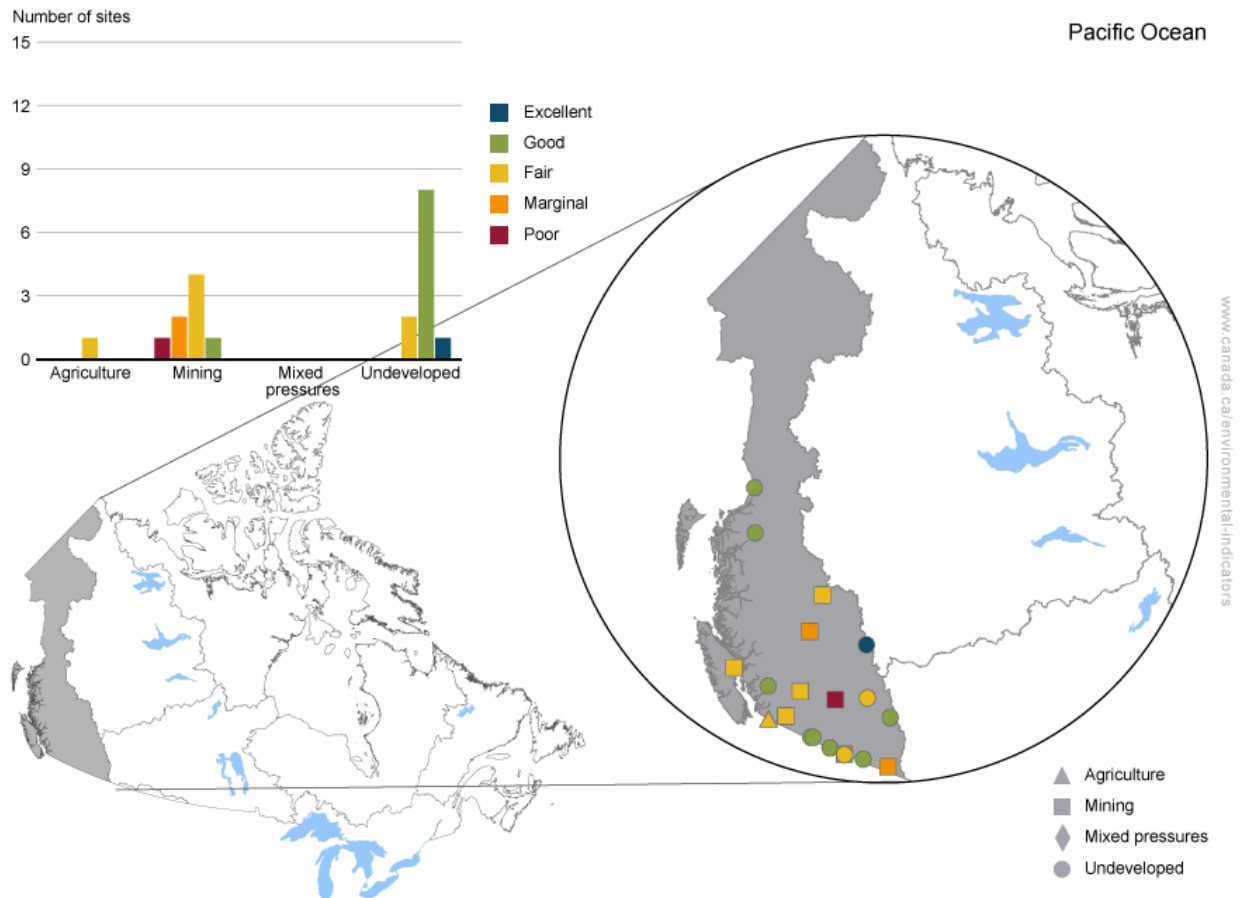 Number of sites
15
12
9
6
3
0
Agriculture
Mining
Mixed
pressures
Undeveloped
Excellent
Good
Fair
Marginal
Poor
Pacific Ocean
www.canada.ca/environmental-indicators
Agriculture
Mining
Mixed pressures
Undeveloped